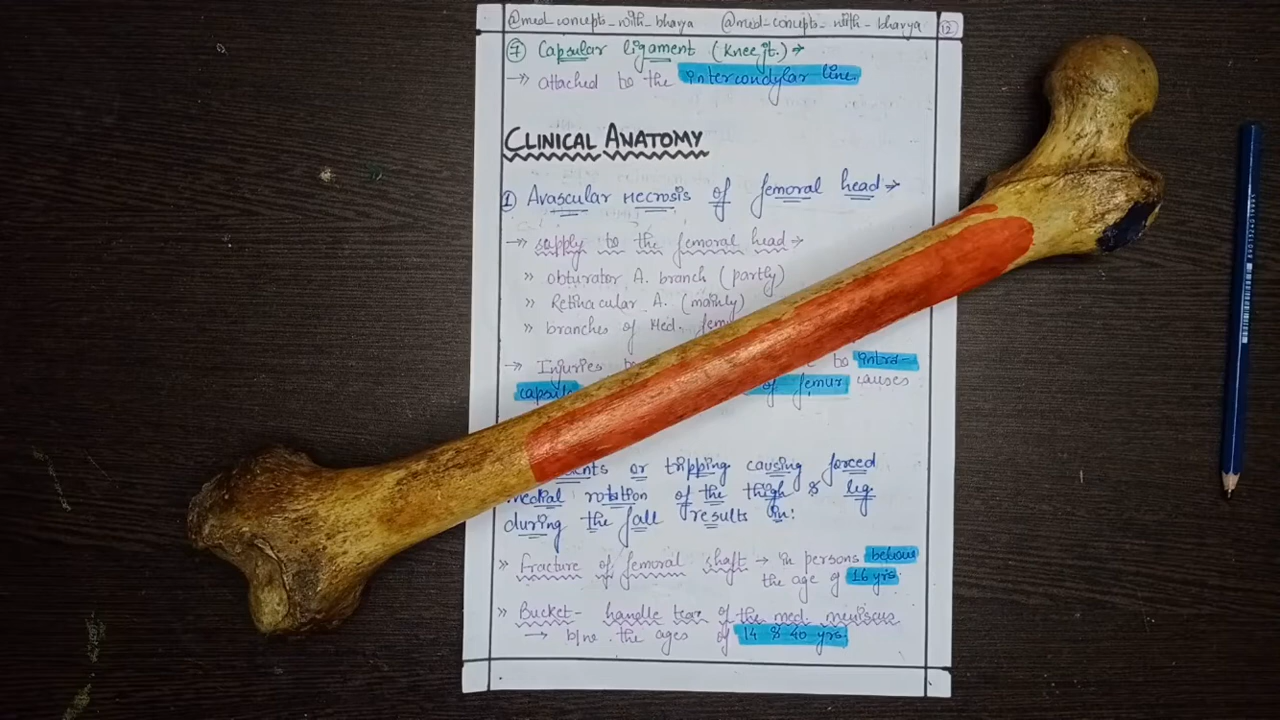 @med_concepts_with_bhavya @med_concepts_with_bhavya 12
⑦ Capsular ligament (Knee jt.) →
→ attached to the intercondylar line.
CLINICAL ANATOMY
① Avascular necrosis of femoral head →
→ supply to the femoral head →
» obturator A. branch (partly)
» Retinacular A. (mainly)
» branches of Med.
→ Injuries to intra-
of femur causes
or tripping causing forced
medial rotation of the thigh & leg
during the fall results in:
» Fracture of femoral shaft → in persons below
the age of 16 yrs.
» Bucket-handle tear of the med. meniscus
→ b/w. the ages of 14 & 40 yrs.